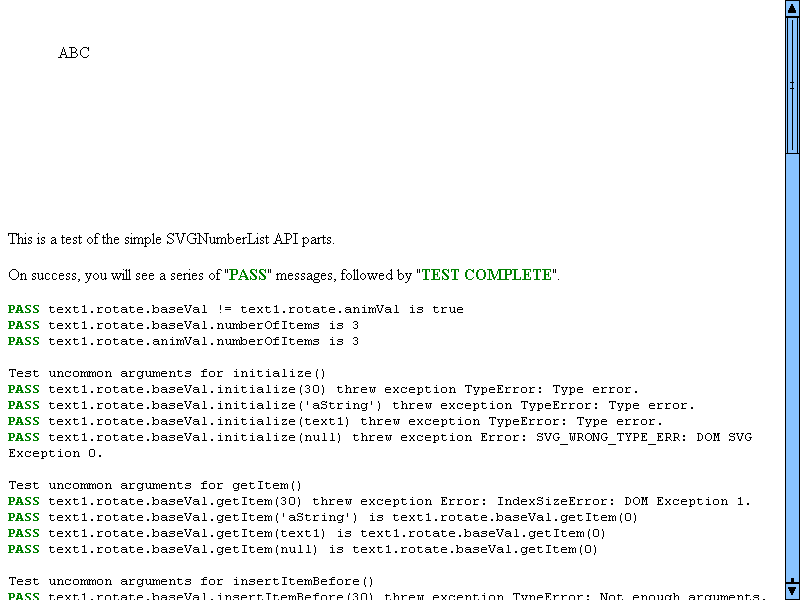 ABC
This is a test of the simple SVGNumberList API parts.
On success, you will see a series of "PASS" messages, followed by "TEST COMPLETE".
PASS text1.rotate.baseVal != text1.rotate.animVal is true
PASS text1.rotate.baseVal.numberOfItems is 3
PASS text1.rotate.animVal.numberOfItems is 3
Test uncommon arguments for initialize()
PASS text1.rotate.baseVal.initialize(30) threw exception TypeError: Type error.
PASS text1.rotate.baseVal.initialize('aString') threw exception TypeError: Type error.
PASS text1.rotate.baseVal.initialize(text1) threw exception TypeError: Type error.
PASS text1.rotate.baseVal.initialize(null) threw exception Error: SVG_WRONG_TYPE_ERR: DOM SVG
Exception 0.
Test uncommon arguments for getItem()
PASS text1.rotate.baseVal.getItem(30) threw exception Error: IndexSizeError: DOM Exception 1.
PASS text1.rotate.baseVal.getItem('aString') is text1.rotate.baseVal.getItem(0)
PASS text1.rotate.baseVal.getItem(text1) is text1.rotate.baseVal.getItem(0)
PASS text1.rotate.baseVal.getItem(null) is text1.rotate.baseVal.getItem(0)
Test uncommon arguments for insertItemBefore()
PASS text1.rotate.baseVal.insertItemBefore(30) threw exception TypeError: Not enough arguments.